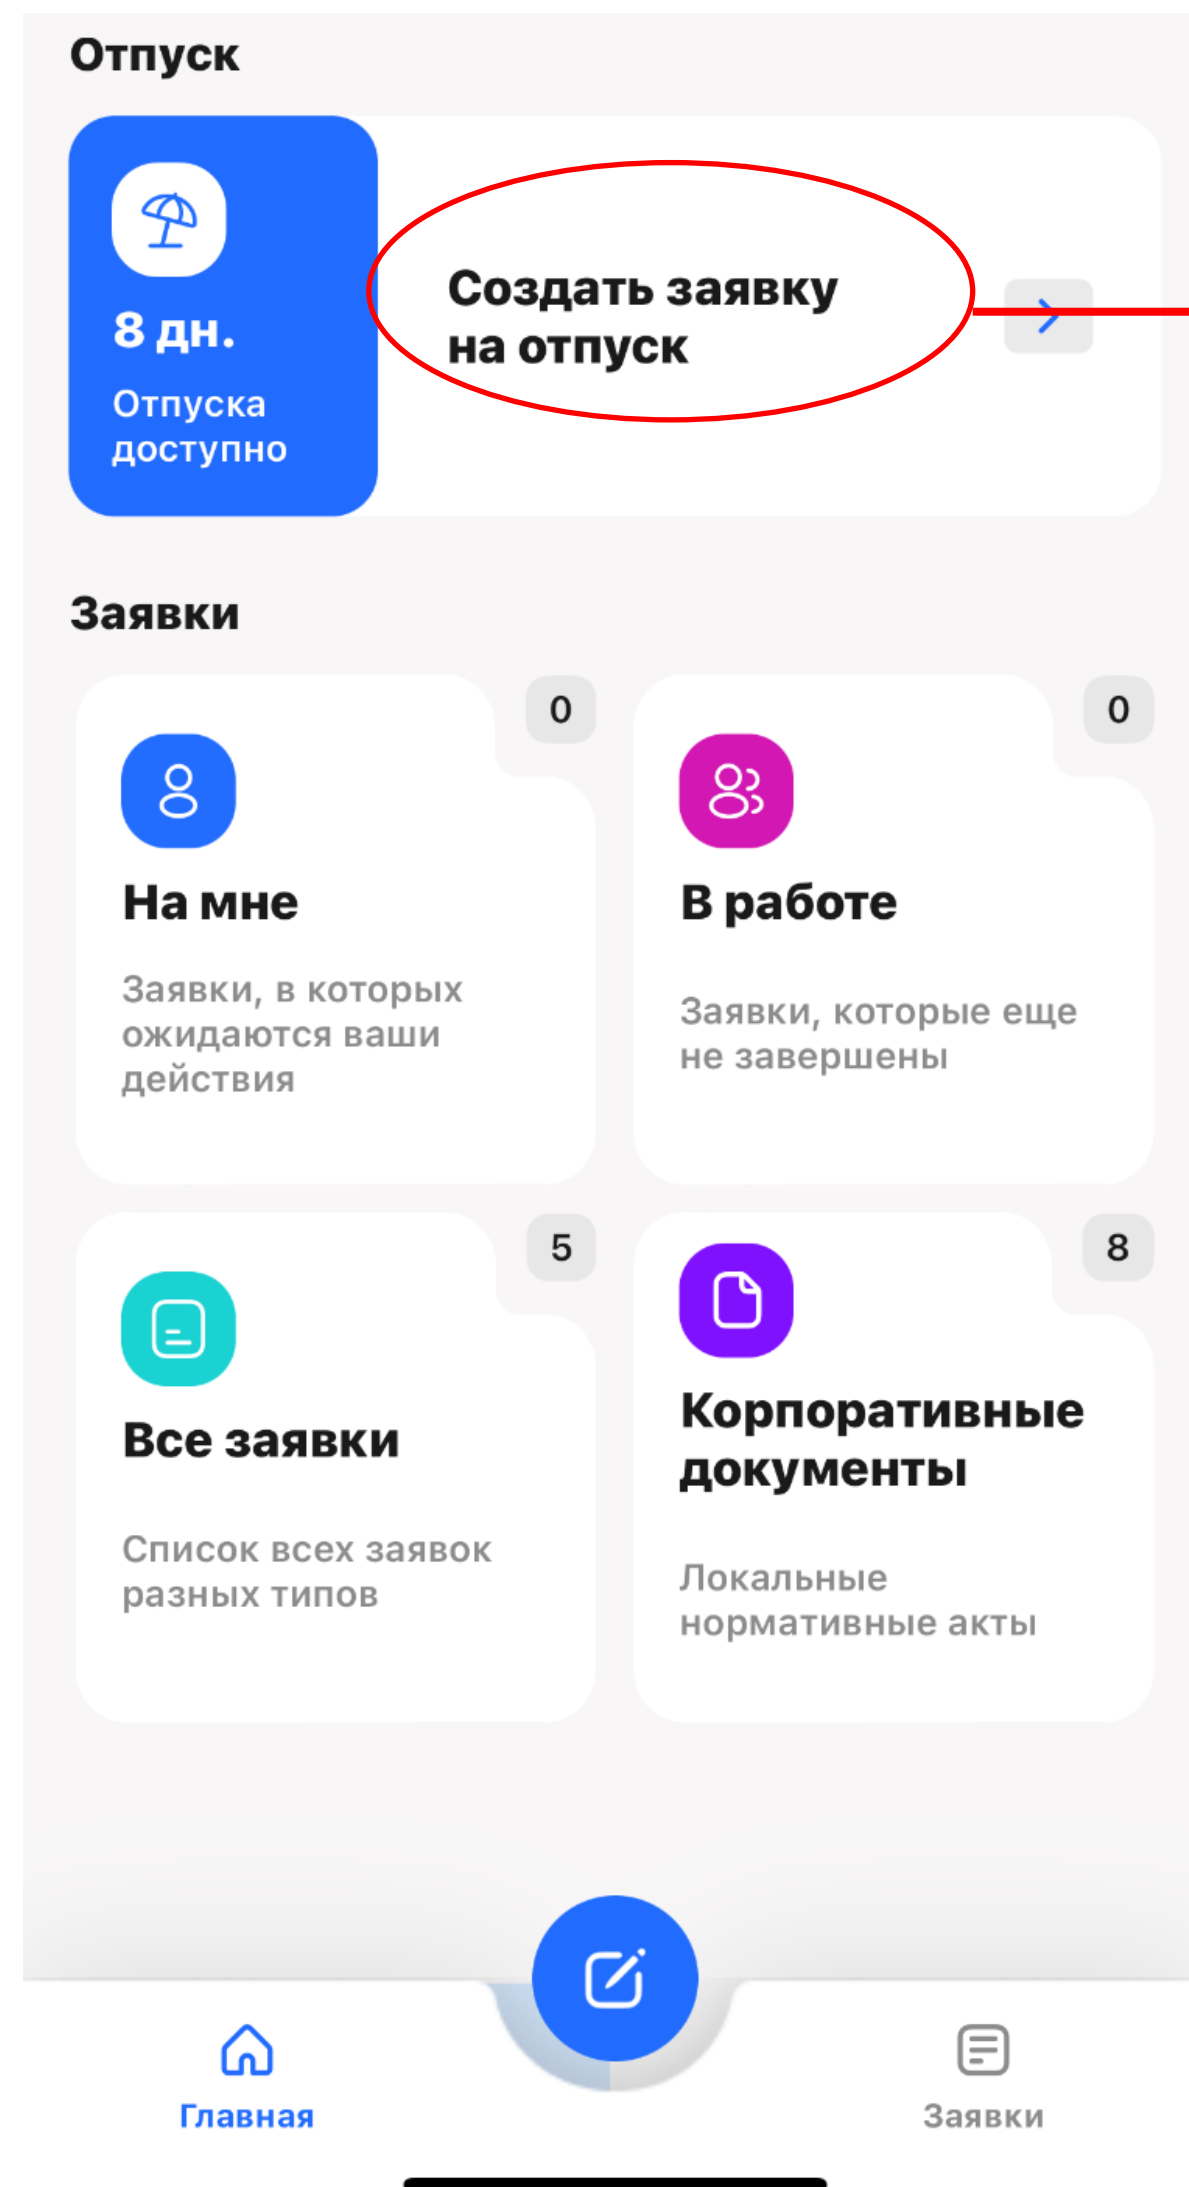 Отпуск
8 дн.
Отпуска
доступно
Создать заявку
на отпуск
Заявки
0
На мне
Заявки, в которых
ожидаются ваши
действия
0
В работе
Заявки, которые еще
не завершены
5
Все заявки
Список всех заявок
разных типов
8
Корпоративные
документы
Локальные
нормативные акты
Главная
Заявки